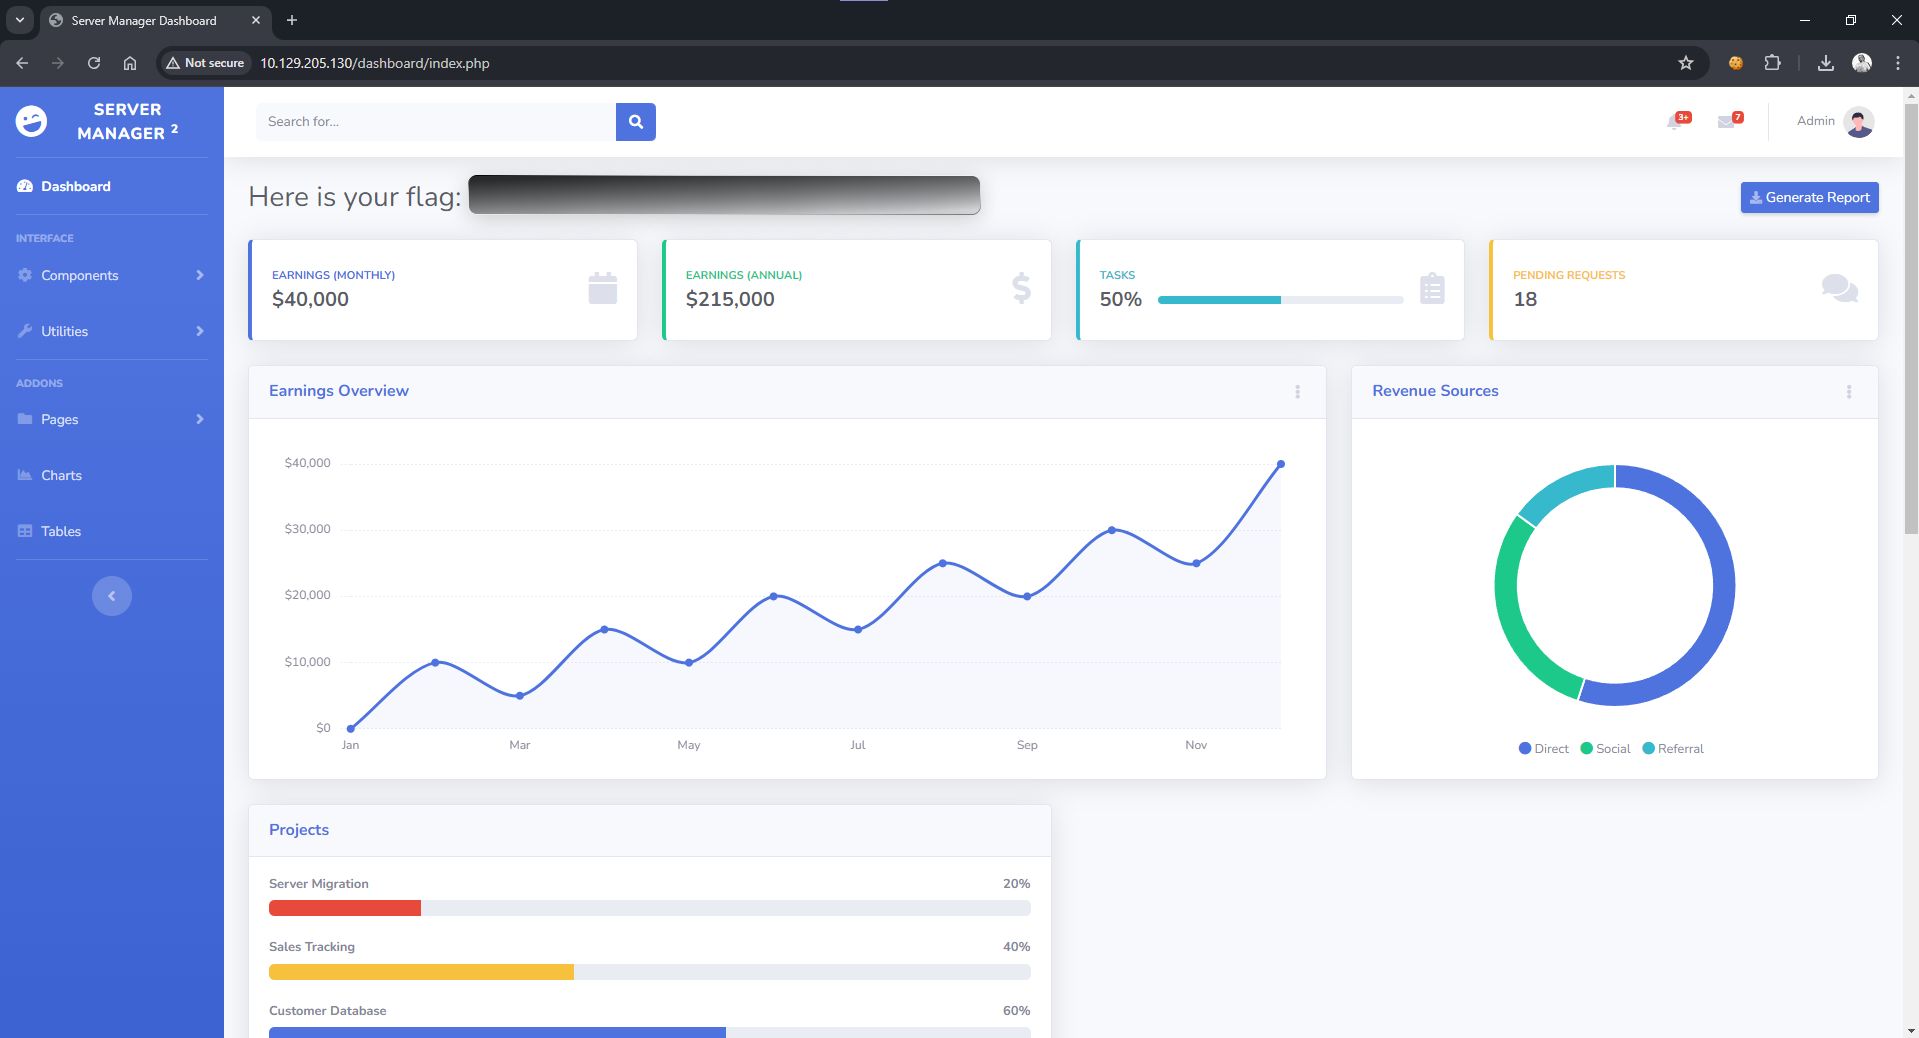 Server Manager Dashboard
Not secure
10.129.205.130/dashboard/index.php
SERVER
MANAGER 2
Search for...
3+
7
Admin
Dashboard
Here is your flag:
Generate Report
INTERFACE
Components
Utilities
ADDONS
Pages
Charts
Tables
EARNINGS (MONTHLY)
$40,000
EARNINGS (ANNUAL)
$215,000
TASKS
50%
PENDING REQUESTS
18
Earnings Overview
$40,000
$30,000
$20,000
$10,000
$0
Jan Mar May Jul Sep Nov
Revenue Sources
Direct Social Referral
Projects
Server Migration 20%
Sales Tracking 40%
Customer Database 60%